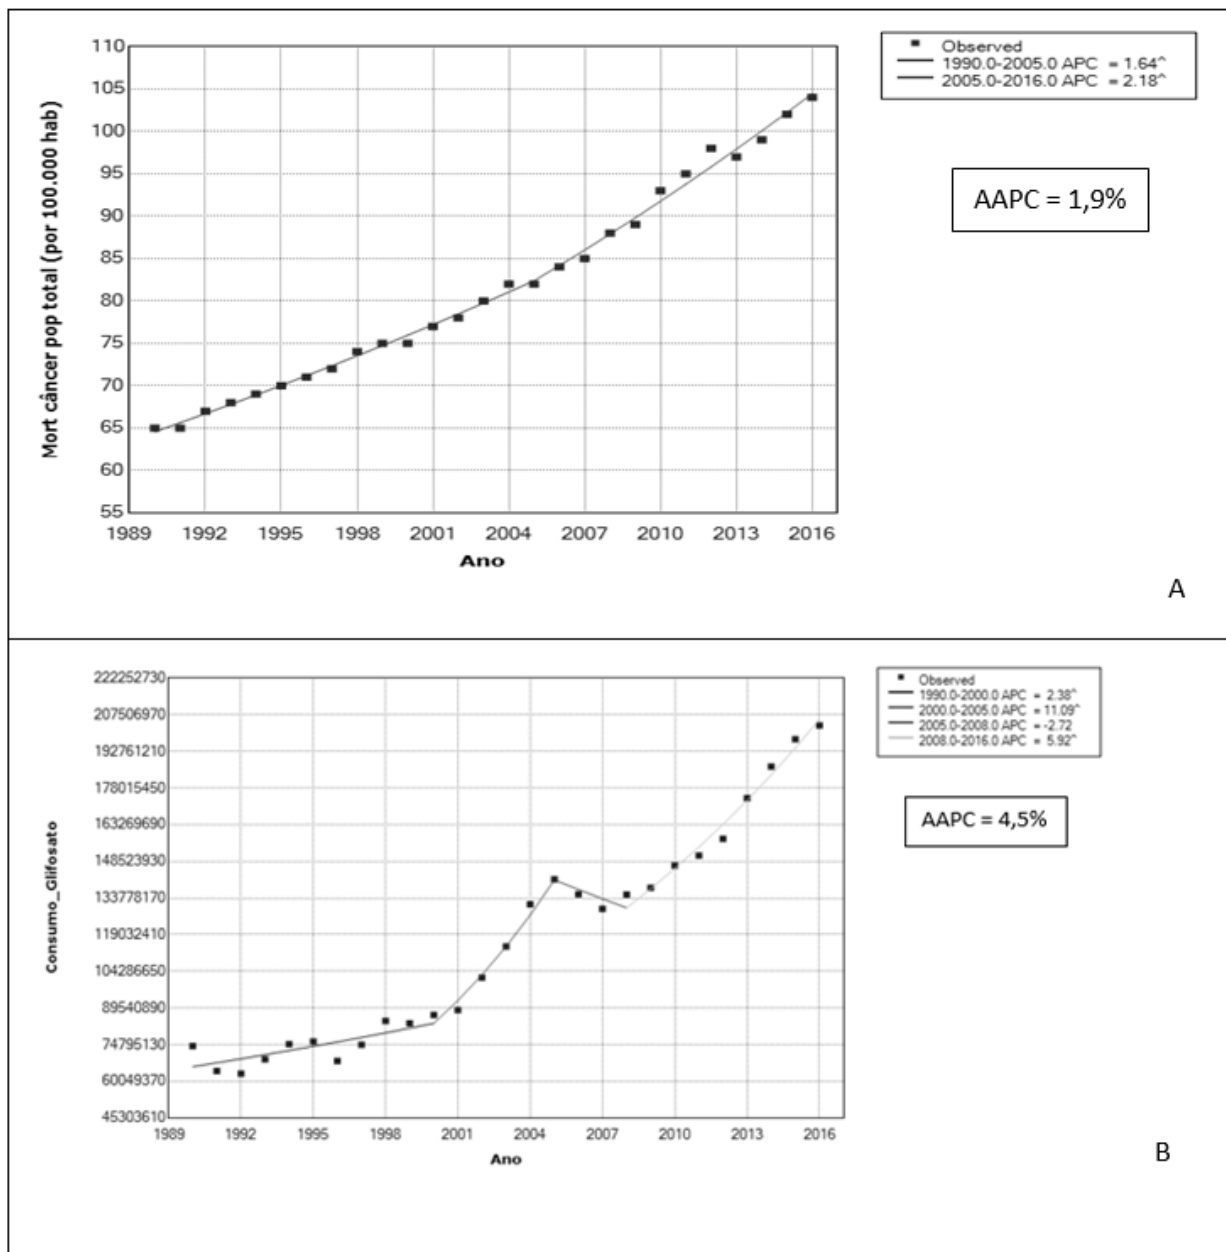 110
105
100
95
90
85
80
75
70
65
60
55
Mort câncer pop total (por 100.000 hab)
1989 1992 1995 1998 2001 2004 2007 2010 2013 2016
Ano
Observed
1990.0-2005.0 APC = 1.64^
2005.0-2016.0 APC = 2.18^
AAPC = 1,9%
A
222252730
207506970
192761210
178015450
163269690
148523930
133778170
119032410
104286650
89540890
74795130
60049370
45303610
Consumo_Glifosato
1989 1992 1995 1998 2001 2004 2007 2010 2013 2016
Ano
Observed
1990.0-2000.0 APC = 2.38^
2000.0-2005.0 APC = 11.09^
2005.0-2008.0 APC = -2.72
2008.0-2016.0 APC = 5.92^
AAPC = 4,5%
B